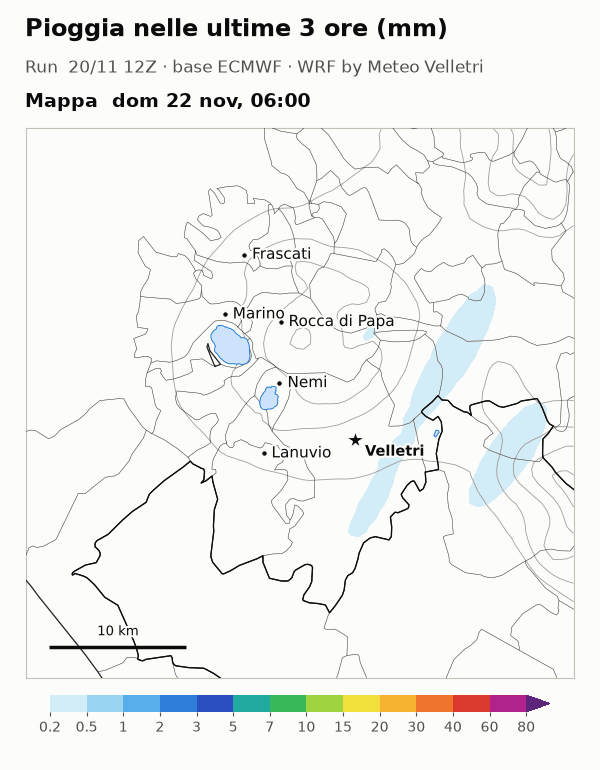 Pioggia nelle ultime 3 ore (mm)
Run  20/11 12Z · base ECMWF · WRF by Meteo Velletri
Mappa  dom 22 nov, 06:00
Frascati
Marino
Rocca di Papa
Nemi
Velletri
Lanuvio
10 km
0.2 0.5 1 2 3 5 7 10 15 20 30 40 60 80